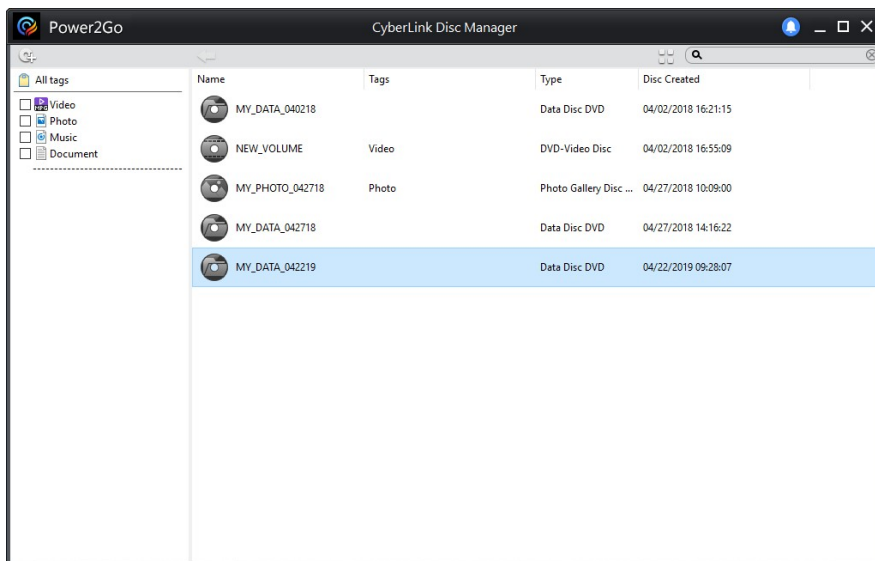 Power2Go
CyberLink Disc Manager
All tags
Video
Photo
Music
Document
Name Tags Type Disc Created
MY_DATA_040218 Data Disc DVD 04/02/2018 16:21:15
NEW_VOLUME Video DVD-Video Disc 04/02/2018 16:55:09
MY_PHOTO_042718 Photo Photo Gallery Disc ... 04/27/2018 10:09:00
MY_DATA_042718 Data Disc DVD 04/27/2018 14:16:22
MY_DATA_042219 Data Disc DVD 04/22/2019 09:28:07